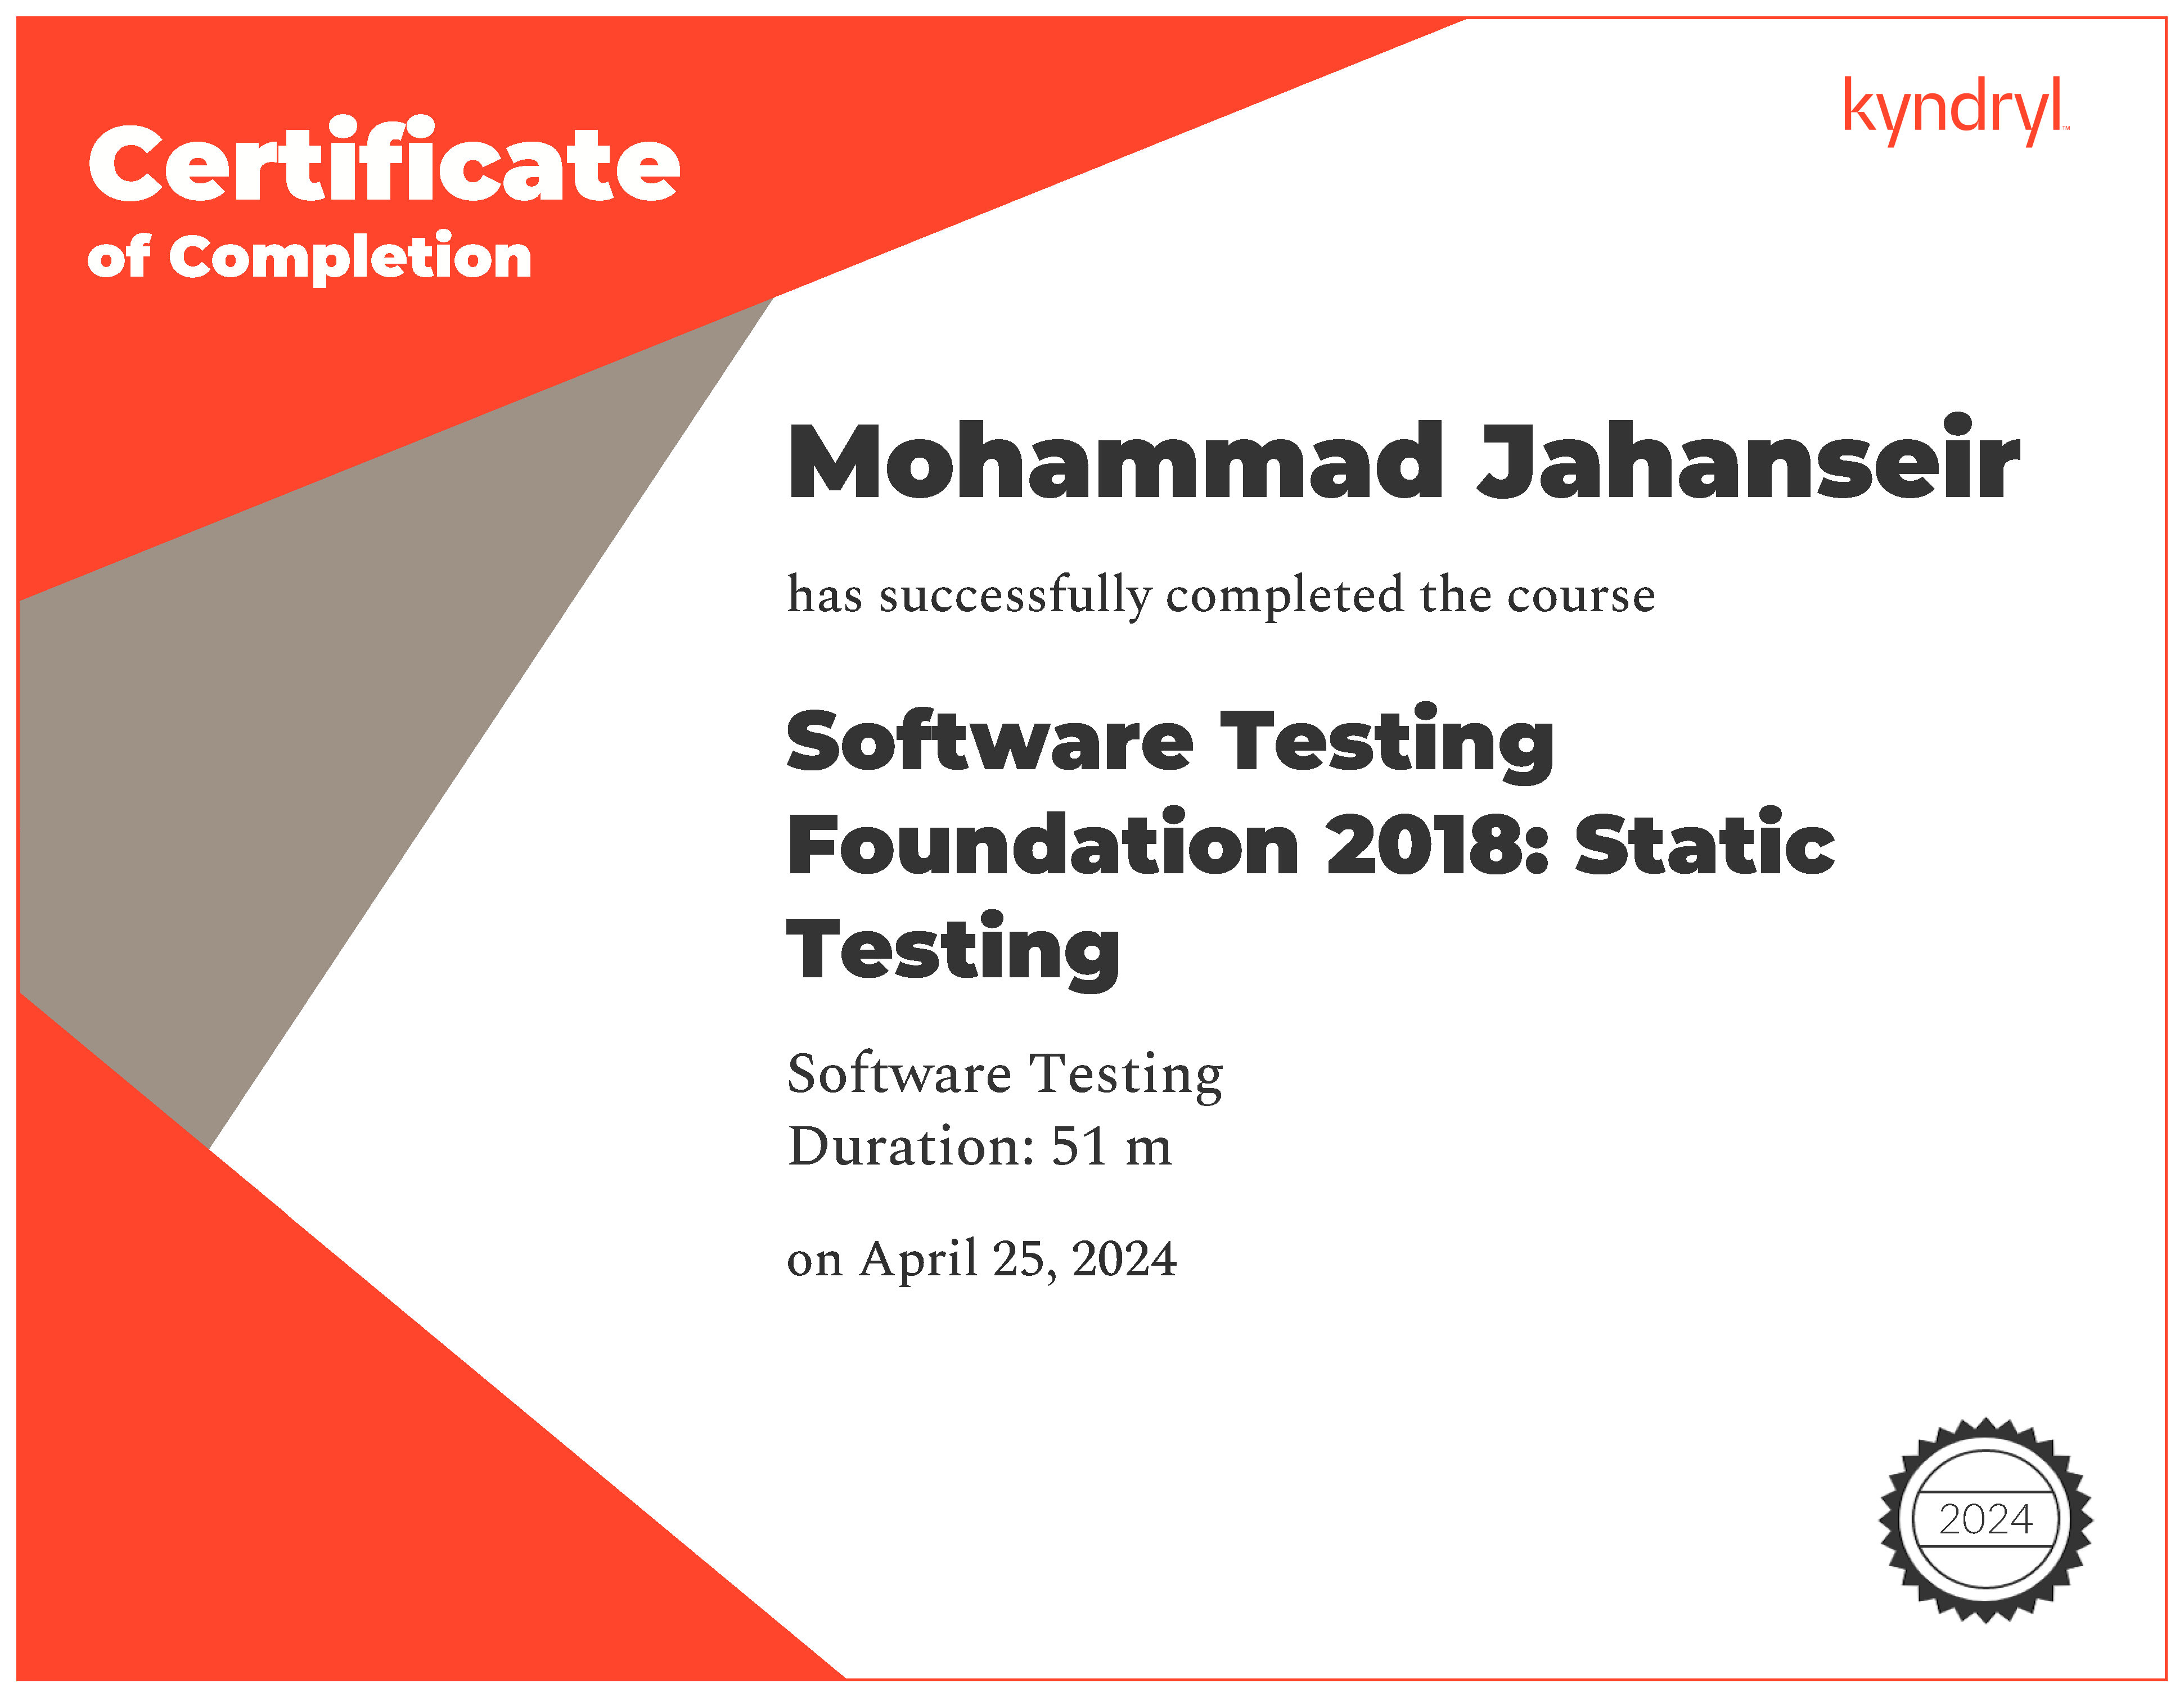 Certificate
of Completion
kyndryl™
Mohammad Jahanseir
has successfully completed the course
Software Testing
Foundation 2018: Static
Testing
Software Testing
Duration: 51 m
on April 25, 2024
2024